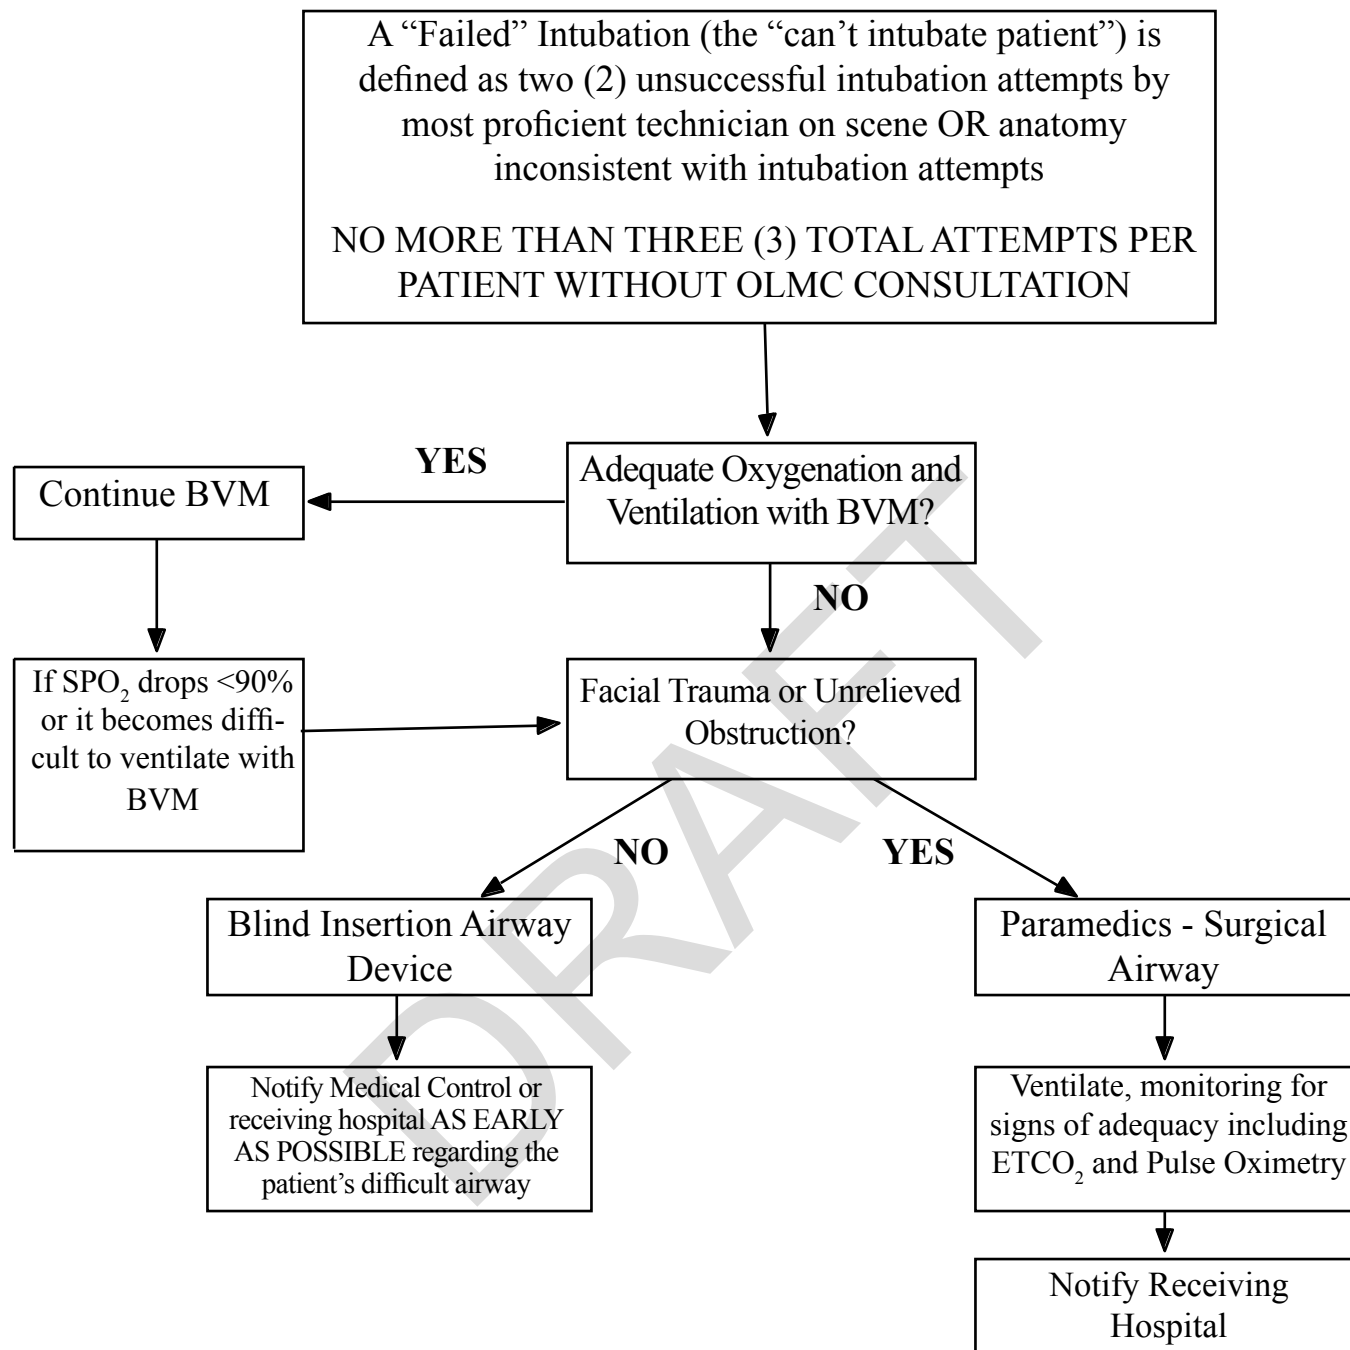 A “Failed” Intubation (the “can’t intubate patient”) is
defined as two (2) unsuccessful intubation attempts by
most proficient technician on scene OR anatomy
inconsistent with intubation attempts
NO MORE THAN THREE (3) TOTAL ATTEMPTS PER
PATIENT WITHOUT OLMC CONSULTATION
YES
Adequate Oxygenation and
Ventilation with BVM?
Continue BVM
NO
If SPO₂ drops <90%
or it becomes diffi-
cult to ventilate with
BVM
Facial Trauma or Unrelieved
Obstruction?
NO
YES
Blind Insertion Airway
Device
Paramedics - Surgical
Airway
Notify Medical Control or
receiving hospital AS EARLY
AS POSSIBLE regarding the
patient’s difficult airway
Ventilate, monitoring for
signs of adequacy including
ETCO₂ and Pulse Oximetry
Notify Receiving
Hospital
DRAFT